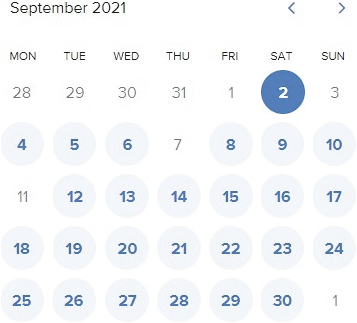 September 2021
MON TUE WED THU FRI SAT SUN
28 29 30 31 1 2 3
4 5 6 7 8 9 10
11 12 13 14 15 16 17
18 19 20 21 22 23 24
25 26 27 28 29 30 1